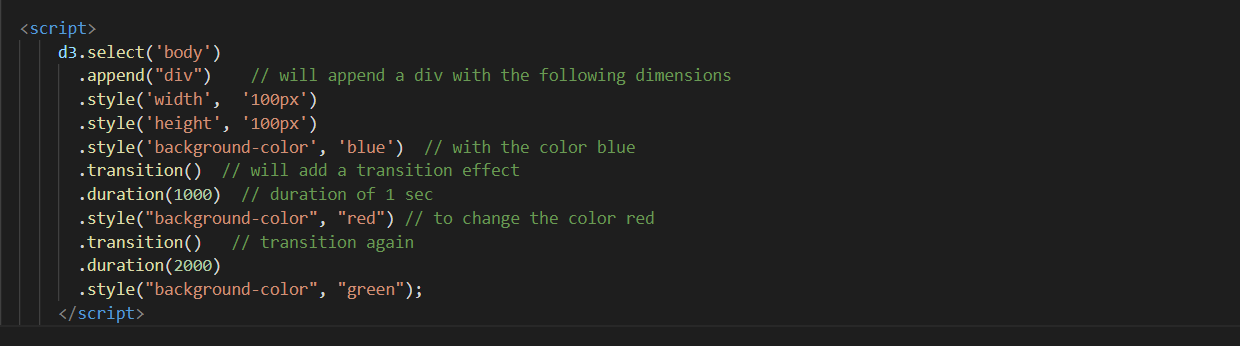 <script>
d3.select('body')
.append("div")    // will append a div with the following dimensions
.style('width',  '100px')
.style('height', '100px')
.style('background-color', 'blue')  // with the color blue
.transition()  // will add a transition effect
.duration(1000)  // duration of 1 sec
.style("background-color", "red") // to change the color red
.transition()   // transition again
.duration(2000)
.style("background-color", "green");
</script>